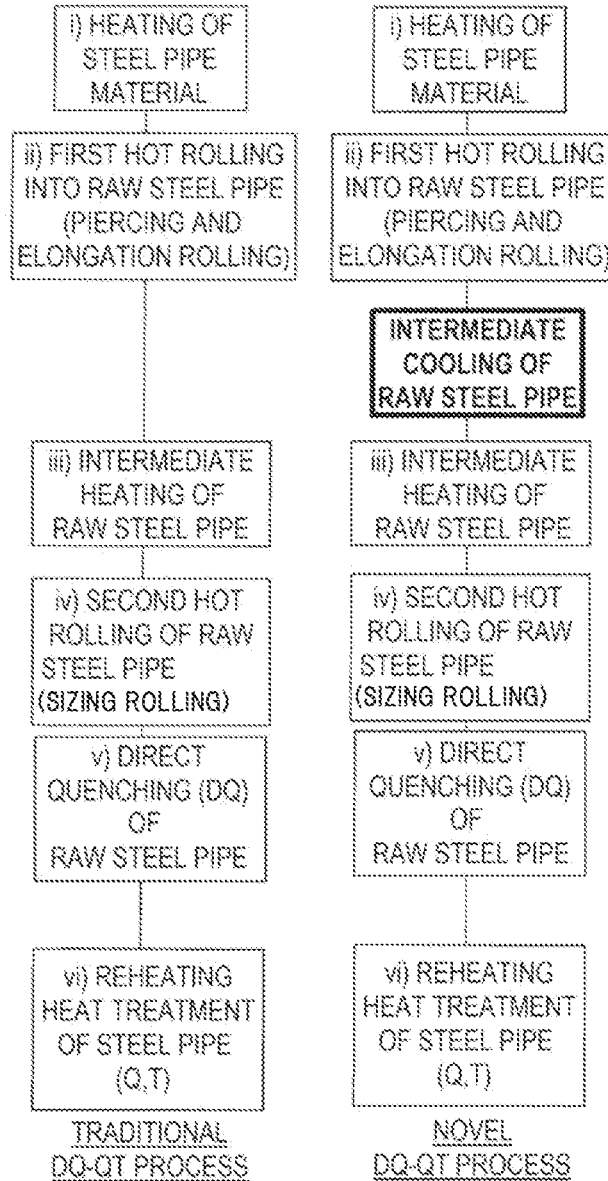 i) HEATING OF
STEEL PIPE
MATERIAL
ii) FIRST HOT ROLLING
INTO RAW STEEL PIPE
(PIERCING AND
ELONGATION ROLLING)
iii) INTERMEDIATE
HEATING OF
RAW STEEL PIPE
iv) SECOND HOT
ROLLING OF RAW
STEEL PIPE
(SIZING ROLLING)
v) DIRECT
QUENCHING (DQ)
OF
RAW STEEL PIPE
vi) REHEATING
HEAT TREATMENT
OF STEEL PIPE
(Q,T)
TRADITIONAL
DQ-QT PROCESS
i) HEATING OF
STEEL PIPE
MATERIAL
ii) FIRST HOT ROLLING
INTO RAW STEEL PIPE
(PIERCING AND
ELONGATION ROLLING)
INTERMEDIATE
COOLING OF
RAW STEEL PIPE
iii) INTERMEDIATE
HEATING OF
RAW STEEL PIPE
iv) SECOND HOT
ROLLING OF RAW
STEEL PIPE
(SIZING ROLLING)
v) DIRECT
QUENCHING (DQ)
OF
RAW STEEL PIPE
vi) REHEATING
HEAT TREATMENT
OF STEEL PIPE
(Q,T)
NOVEL
DQ-QT PROCESS